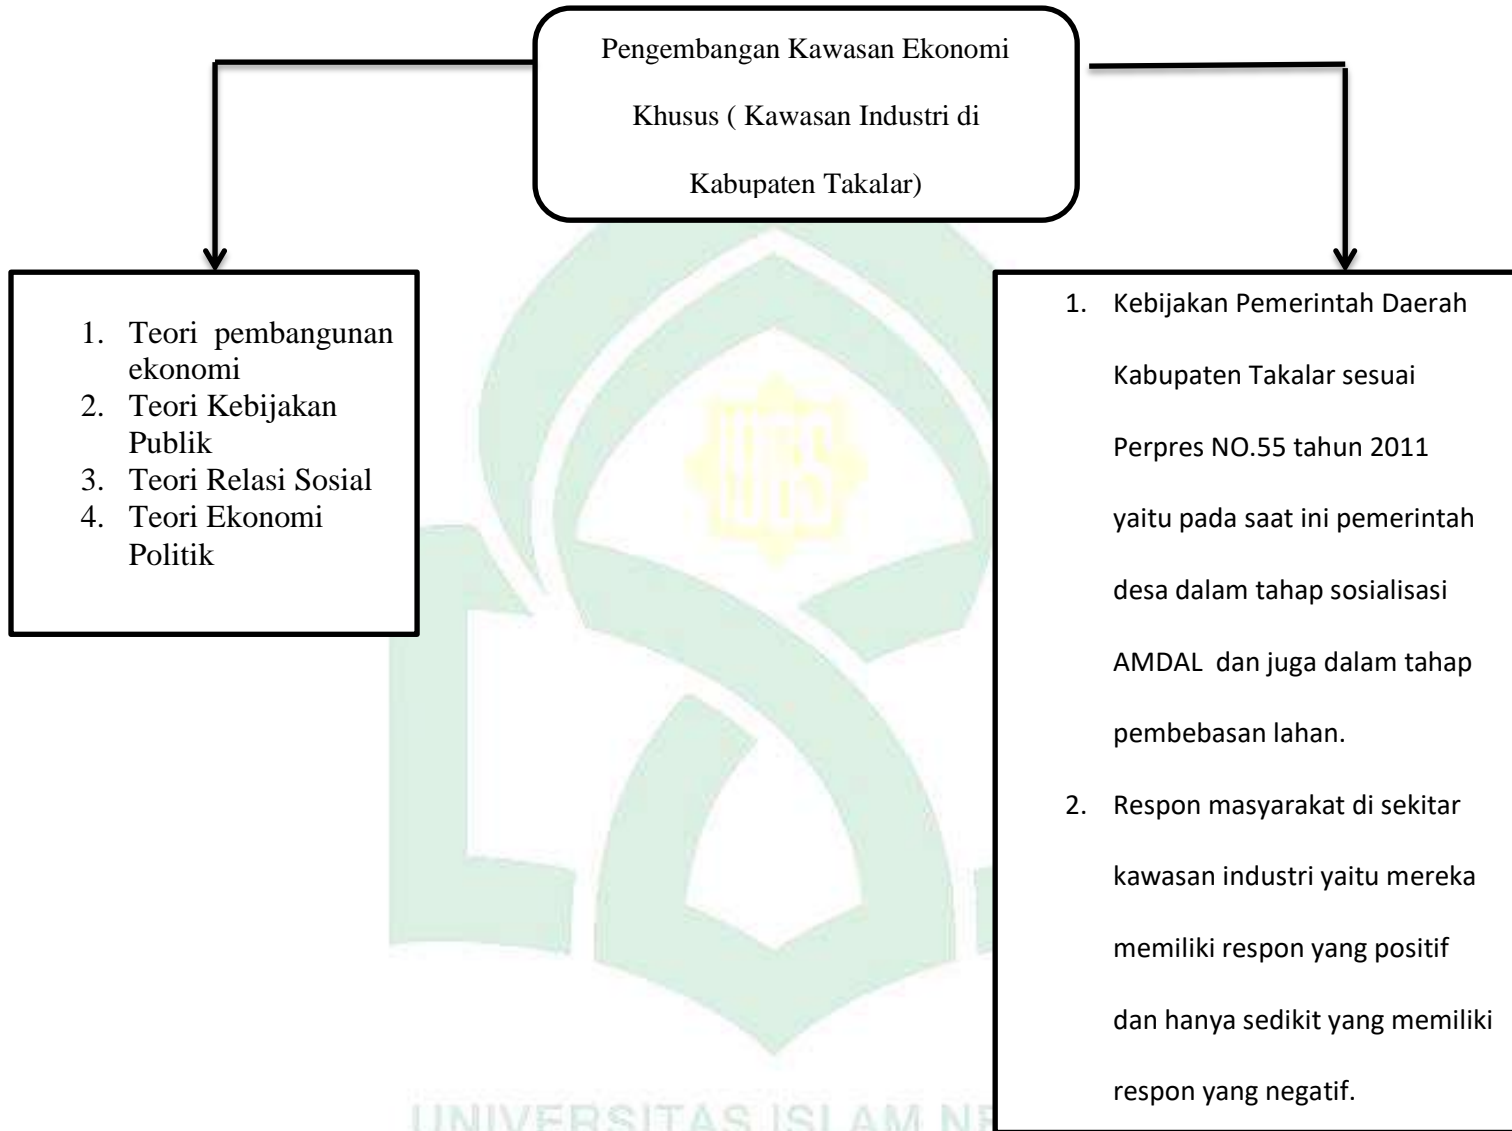 Pengembangan Kawasan Ekonomi
Khusus ( Kawasan Industri di
Kabupaten Takalar)
1. Teori pembangunan
ekonomi
2. Teori Kebijakan
Publik
3. Teori Relasi Sosial
4. Teori Ekonomi
Politik
1. Kebijakan Pemerintah Daerah
Kabupaten Takalar sesuai
Perpres NO.55 tahun 2011
yaitu pada saat ini pemerintah
desa dalam tahap sosialisasi
AMDAL dan juga dalam tahap
pembebasan lahan.
2. Respon masyarakat di sekitar
kawasan industri yaitu mereka
memiliki respon yang positif
dan hanya sedikit yang memiliki
respon yang negatif.
UNIVERSITAS ISLAM NE